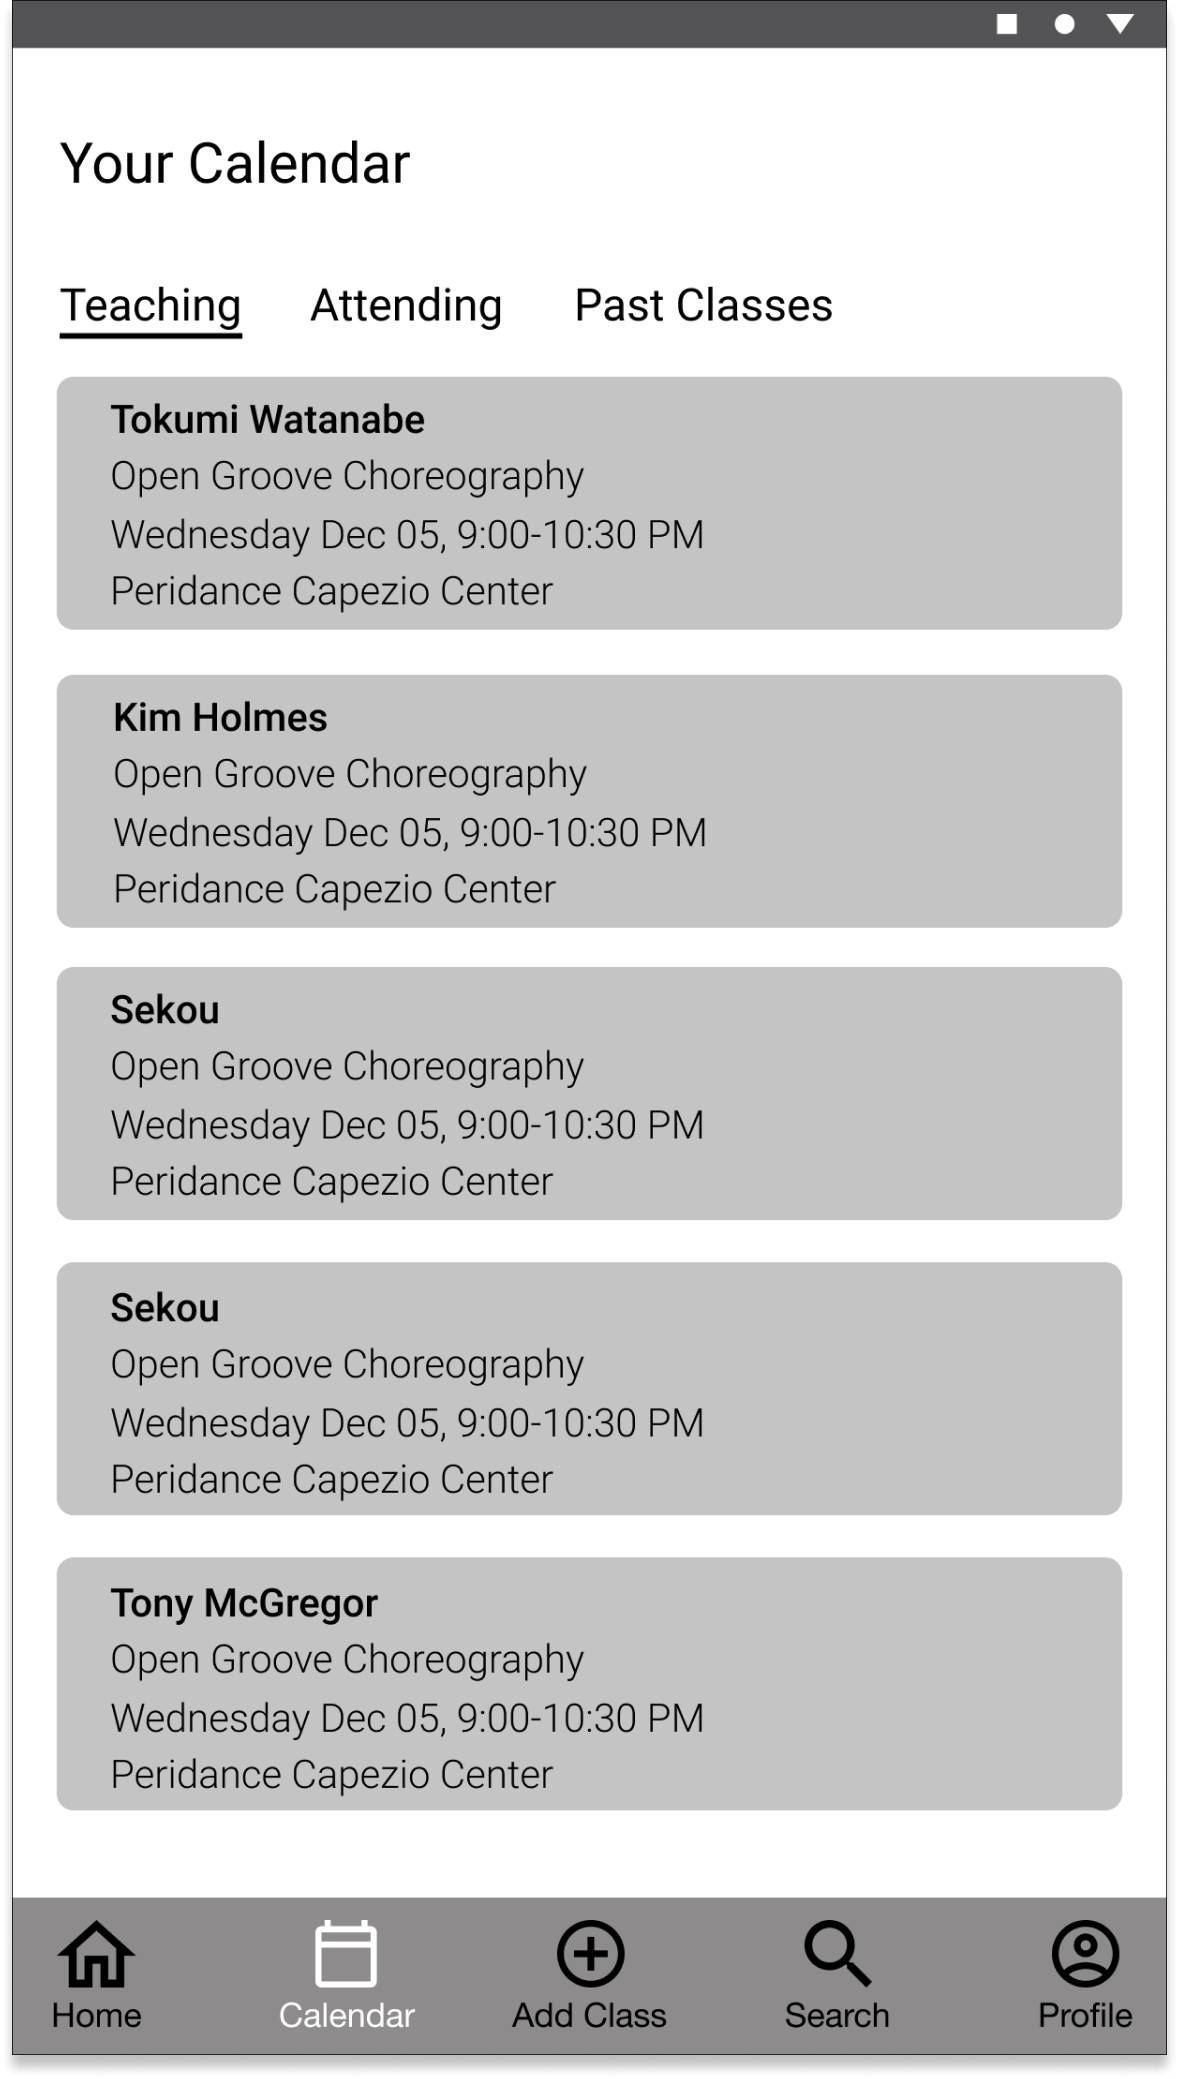 Your Calendar
Teaching Attending Past Classes
Tokumi Watanabe
Open Groove Choreography
Wednesday Dec 05, 9:00-10:30 PM
Peridance Capezio Center
Kim Holmes
Open Groove Choreography
Wednesday Dec 05, 9:00-10:30 PM
Peridance Capezio Center
Sekou
Open Groove Choreography
Wednesday Dec 05, 9:00-10:30 PM
Peridance Capezio Center
Sekou
Open Groove Choreography
Wednesday Dec 05, 9:00-10:30 PM
Peridance Capezio Center
Tony McGregor
Open Groove Choreography
Wednesday Dec 05, 9:00-10:30 PM
Peridance Capezio Center
Home Calendar Add Class Search Profile